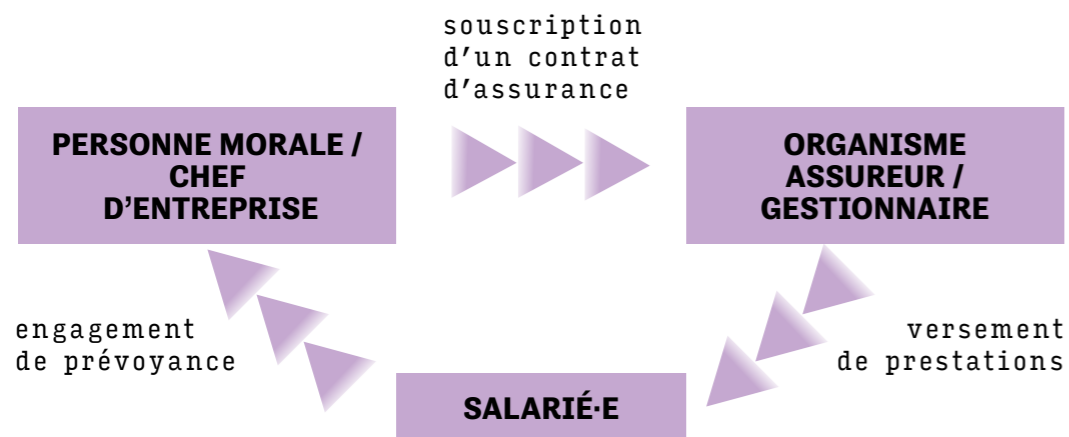 souscription
d’un contrat
d’assurance
PERSONNE MORALE /
CHEF
D’ENTREPRISE
ORGANISME
ASSUREUR /
GESTIONNAIRE
engagement
de prévoyance
versement
de prestations
SALARIÉ·E